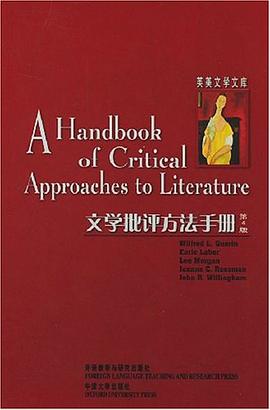 英美文学文库
A Handbook
of Critical
Approaches to Literature
文学批评方法手册
第4版
Wilfred L. Guerin
Earle Labor
Lee Morgan
Jeanne C. Reesman
John R. Willingham
外语教学与研究出版社
FOREIGN LANGUAGE TEACHING AND RESEARCH PRESS
牛津大学出版社
OXFORD UNIVERSITY PRESS